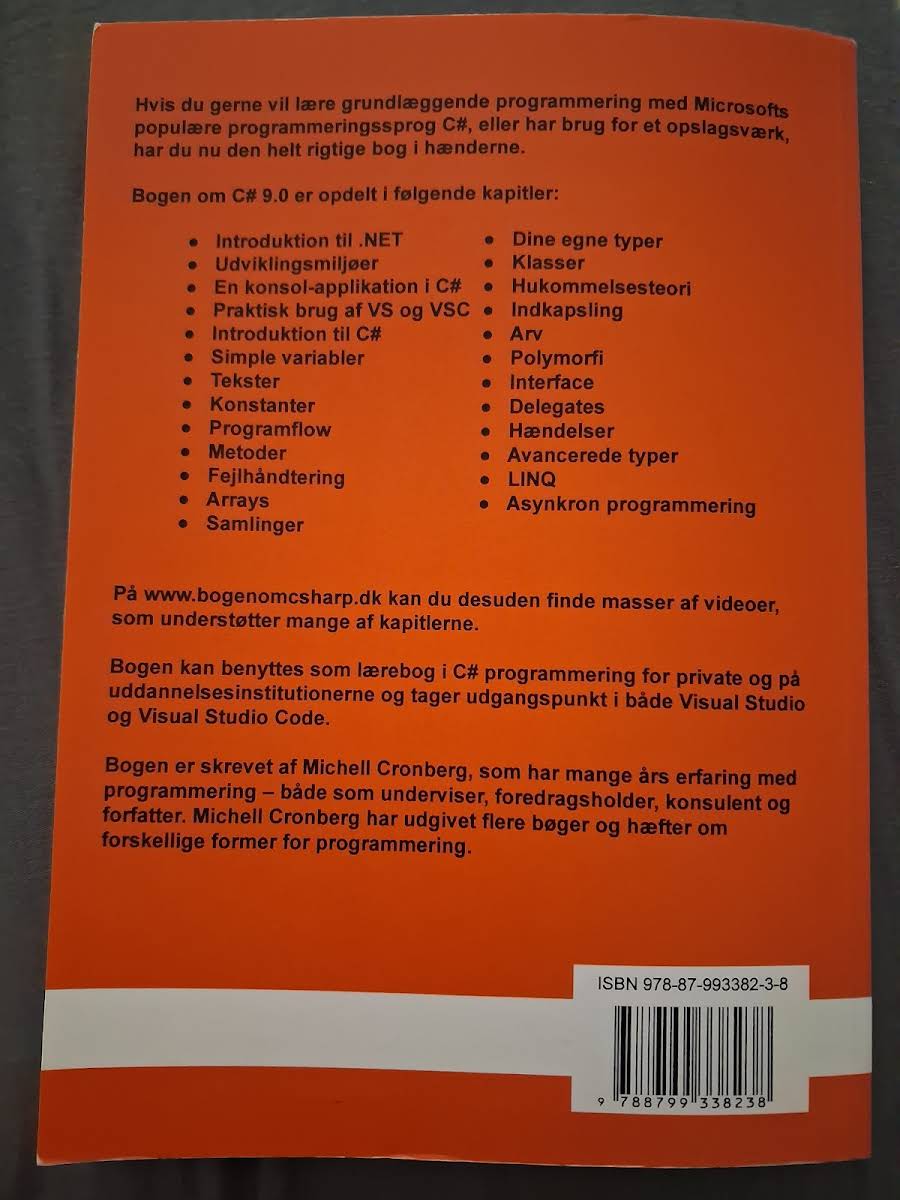 Hvis du gerne vil lære grundlæggende programmering med Microsofts
populære programmeringssprog C#, eller har brug for et opslagsværk,
har du nu den helt rigtige bog i hænderne.
Bogen om C# 9.0 er opdelt i følgende kapitler:
• Introduktion til .NET
• Udviklingsmiljøer
• En konsol-applikation i C#
• Praktisk brug af VS og VSC
• Introduktion til C#
• Simple variabler
• Tekster
• Konstanter
• Programflow
• Metoder
• Fejlhåndtering
• Arrays
• Samlinger
• Dine egne typer
• Klasser
• Hukommelsesteori
• Indkapsling
• Arv
• Polymorfi
• Interface
• Delegates
• Hændelser
• Avancerede typer
• LINQ
• Asynkron programmering
På www.bogenomcsharp.dk kan du desuden finde masser af videoer,
som understøtter mange af kapitlerne.
Bogen kan benyttes som lærebog i C# programmering for private og på
uddannelsesinstitutionerne og tager udgangspunkt i både Visual Studio
og Visual Studio Code.
Bogen er skrevet af Michell Cronberg, som har mange års erfaring med
programmering – både som underviser, foredragsholder, konsulent og
forfatter. Michell Cronberg har udgivet flere bøger og hæfter om
forskellige former for programmering.
ISBN 978-87-993382-3-8
9 788799 338238